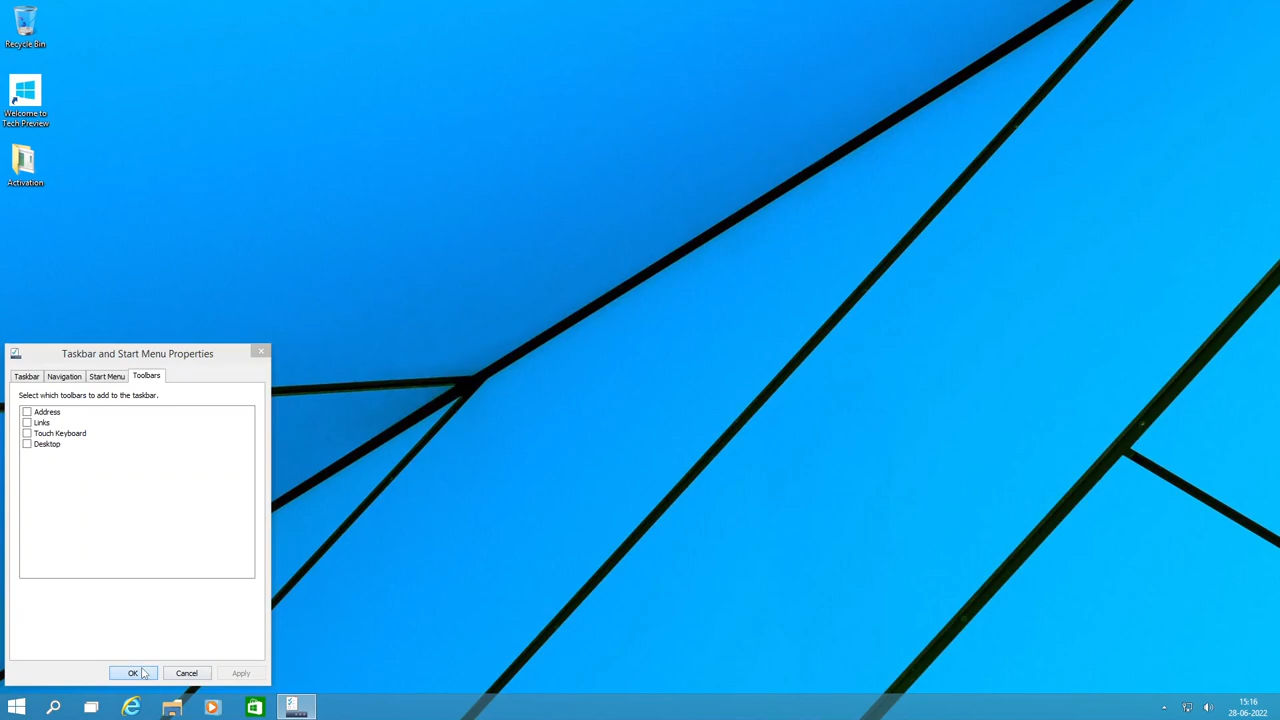 Recycle Bin
Welcome to
Tech Preview
Activation
Taskbar and Start Menu Properties
Taskbar
Navigation
Start Menu
Toolbars
Select which toolbars to add to the taskbar.
Address
Links
Touch Keyboard
Desktop
OK
Cancel
Apply
15:16
28-06-2022